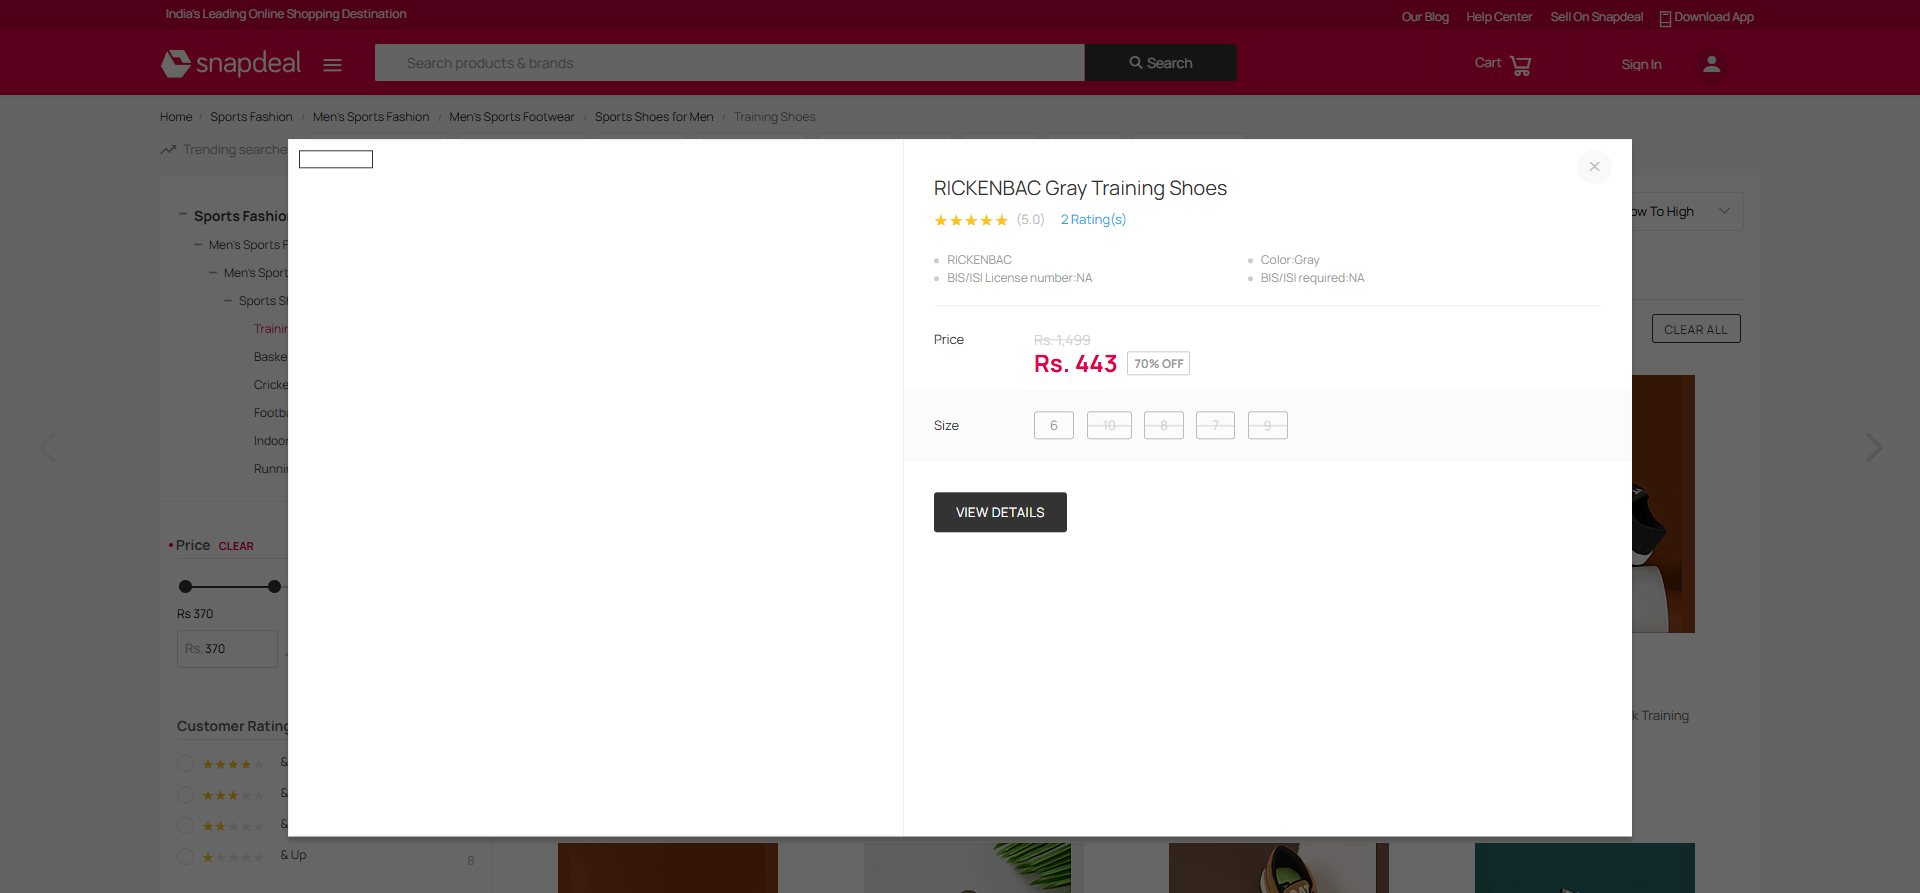 India's Leading Online Shopping Destination
Our Blog Help Center Sell On Snapdeal Download App
snapdeal
Search products & brands
Search
Cart
Sign In
Home / Sports Fashion / Men's Sports Fashion / Men's Sports Footwear / Sports Shoes for Men / Training Shoes
Trending searche
Sports Fashio
Men's Sports F
Men's Sport
Sports S
Trainin
Baske
Cricke
Footba
Indoor
Runni
Price CLEAR
Rs 370
Rs. 370
Customer Rating
& Up
8
RICKENBAC Gray Training Shoes
(5.0) 2 Rating(s)
RICKENBAC
Color:Gray
BIS/ISI License number:NA
BIS/ISI required:NA
Price
Rs. 1,499
Rs. 443 70% OFF
Size
6 10 8 7 9
VIEW DETAILS
ow To High
CLEAR ALL
k Training